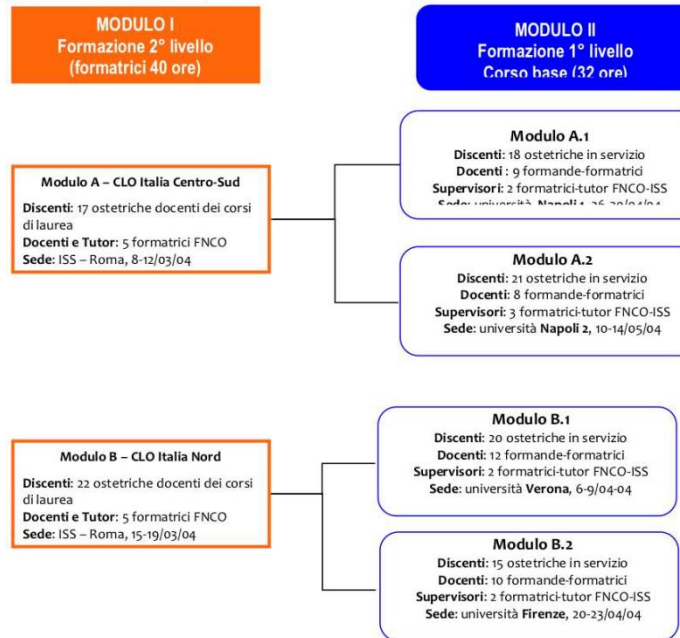 MODULO I
Formazione 2° livello
(formatrici 40 ore)
MODULO II
Formazione 1° livello
Corso base (32 ore)
Modulo A – CLO Italia Centro-Sud
Discenti: 17 ostetriche docenti dei corsi
di laurea
Docenti e Tutor: 5 formatrici FNCO
Sede: ISS – Roma, 8-12/03/04
Modulo A.1
Discenti: 18 ostetriche in servizio
Docenti : 9 formande-formatrici
Supervisori: 2 formatrici-tutor FNCO-ISS
Sede: università Napoli
Modulo A.2
Discenti: 21 ostetriche in servizio
Docenti: 8 formande-formatrici
Supervisori: 3 formatrici-tutor FNCO-ISS
Sede: università Napoli 2, 10-14/05/04
Modulo B – CLO Italia Nord
Discenti: 22 ostetriche docenti dei corsi
di laurea
Docenti e Tutor: 5 formatrici FNCO
Sede: ISS – Roma, 15-19/03/04
Modulo B.1
Discenti: 20 ostetriche in servizio
Docenti: 12 formande-formatrici
Supervisori: 2 formatrici-tutor FNCO-ISS
Sede: università Verona, 6-9/04-04
Modulo B.2
Discenti: 15 ostetriche in servizio
Docenti: 10 formande-formatrici
Supervisori: 2 formatrici-tutor FNCO-ISS
Sede: università Firenze, 20-23/04/04